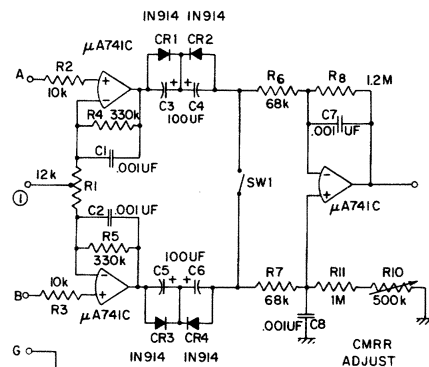 IN914 IN914
μA741C CR1 CR2
A R2 + + + R6 R8
10k - C3 C4 68k 1.2M
R4 330k 100UF C7
C1 .001UF
.001UF
12k - SW1
1 R1 +
C2 .001UF μA741C
R5 100UF
330k C5 + + C6 R7 R11 R10
10k - 68k 1M 500k
B R3 + .001UF C8
μA741C CR3 CR4 CMRR
G IN914 IN914 ADJUST